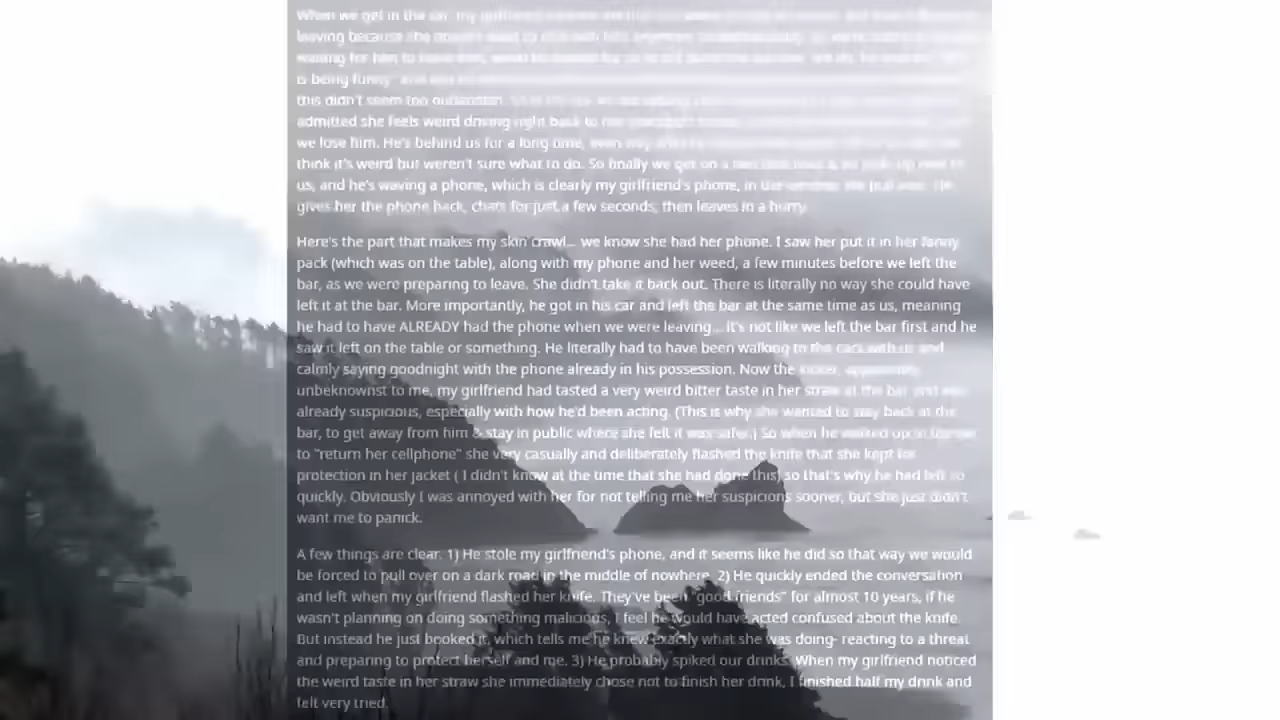 When we get in the car, my girlfriend
leaving because she doesn't want to
waiting for him to leave
is being funny"
this didn't seem too outlandish.
admitted she feels weird driving right back to
we lose him. He's behind us for a long time,
think it's weird but weren't sure what to do. So finally we get on a
us, and he's waving a phone, which is clearly my girlfriend's phone, in the window. We pull over. He
gives her the phone back, chats for just a few seconds, then leaves in a hurry.
Here's the part that makes my skin crawl... we know she had her phone. I saw her put it in her fanny
pack (which was on the table), along with my phone and her weed, a few minutes before we left the
bar, as we were preparing to leave. She didn't take it back out. There is literally no way she could have
left it at the bar. More importantly, he got in his car and left the bar at the same time as us, meaning
he had to have ALREADY had the phone when we were leaving... it's not like we left the bar first and he
saw it left on the table or something. He literally had to have been walking to the cars with us and
calmly saying goodnight with the phone already in his possession. Now the kicker, apparently
unbeknownst to me, my girlfriend had tasted a very weird bitter taste in her straw at the bar and was
already suspicious, especially with how he'd been acting. (This is why she wanted to stay back at the
bar, to get away from him & stay in public where she felt it was safer.) So when he walked up to the car
to "return her cellphone" she very casually and deliberately flashed the knife that she kept for
protection in her jacket ( I didn't know at the time that she had done this) so that's why he had left so
quickly. Obviously I was annoyed with her for not telling me her suspicions sooner, but she just didn't
want me to panick.
A few things are clear. 1) He stole my girlfriend's phone, and it seems like he did so that way we would
be forced to pull over on a dark road in the middle of nowhere. 2) He quickly ended the conversation
and left when my girlfriend flashed her knife. They've been "good friends" for almost 10 years, if he
wasn't planning on doing something malicious, I feel he would have acted confused about the knife.
But instead he just booked it, which tells me he knew exactly what she was doing- reacting to a threat
and preparing to protect herself and me. 3) He probably spiked our drinks. When my girlfriend noticed
the weird taste in her straw she immediately chose not to finish her drink, I finished half my drink and
felt very tried.